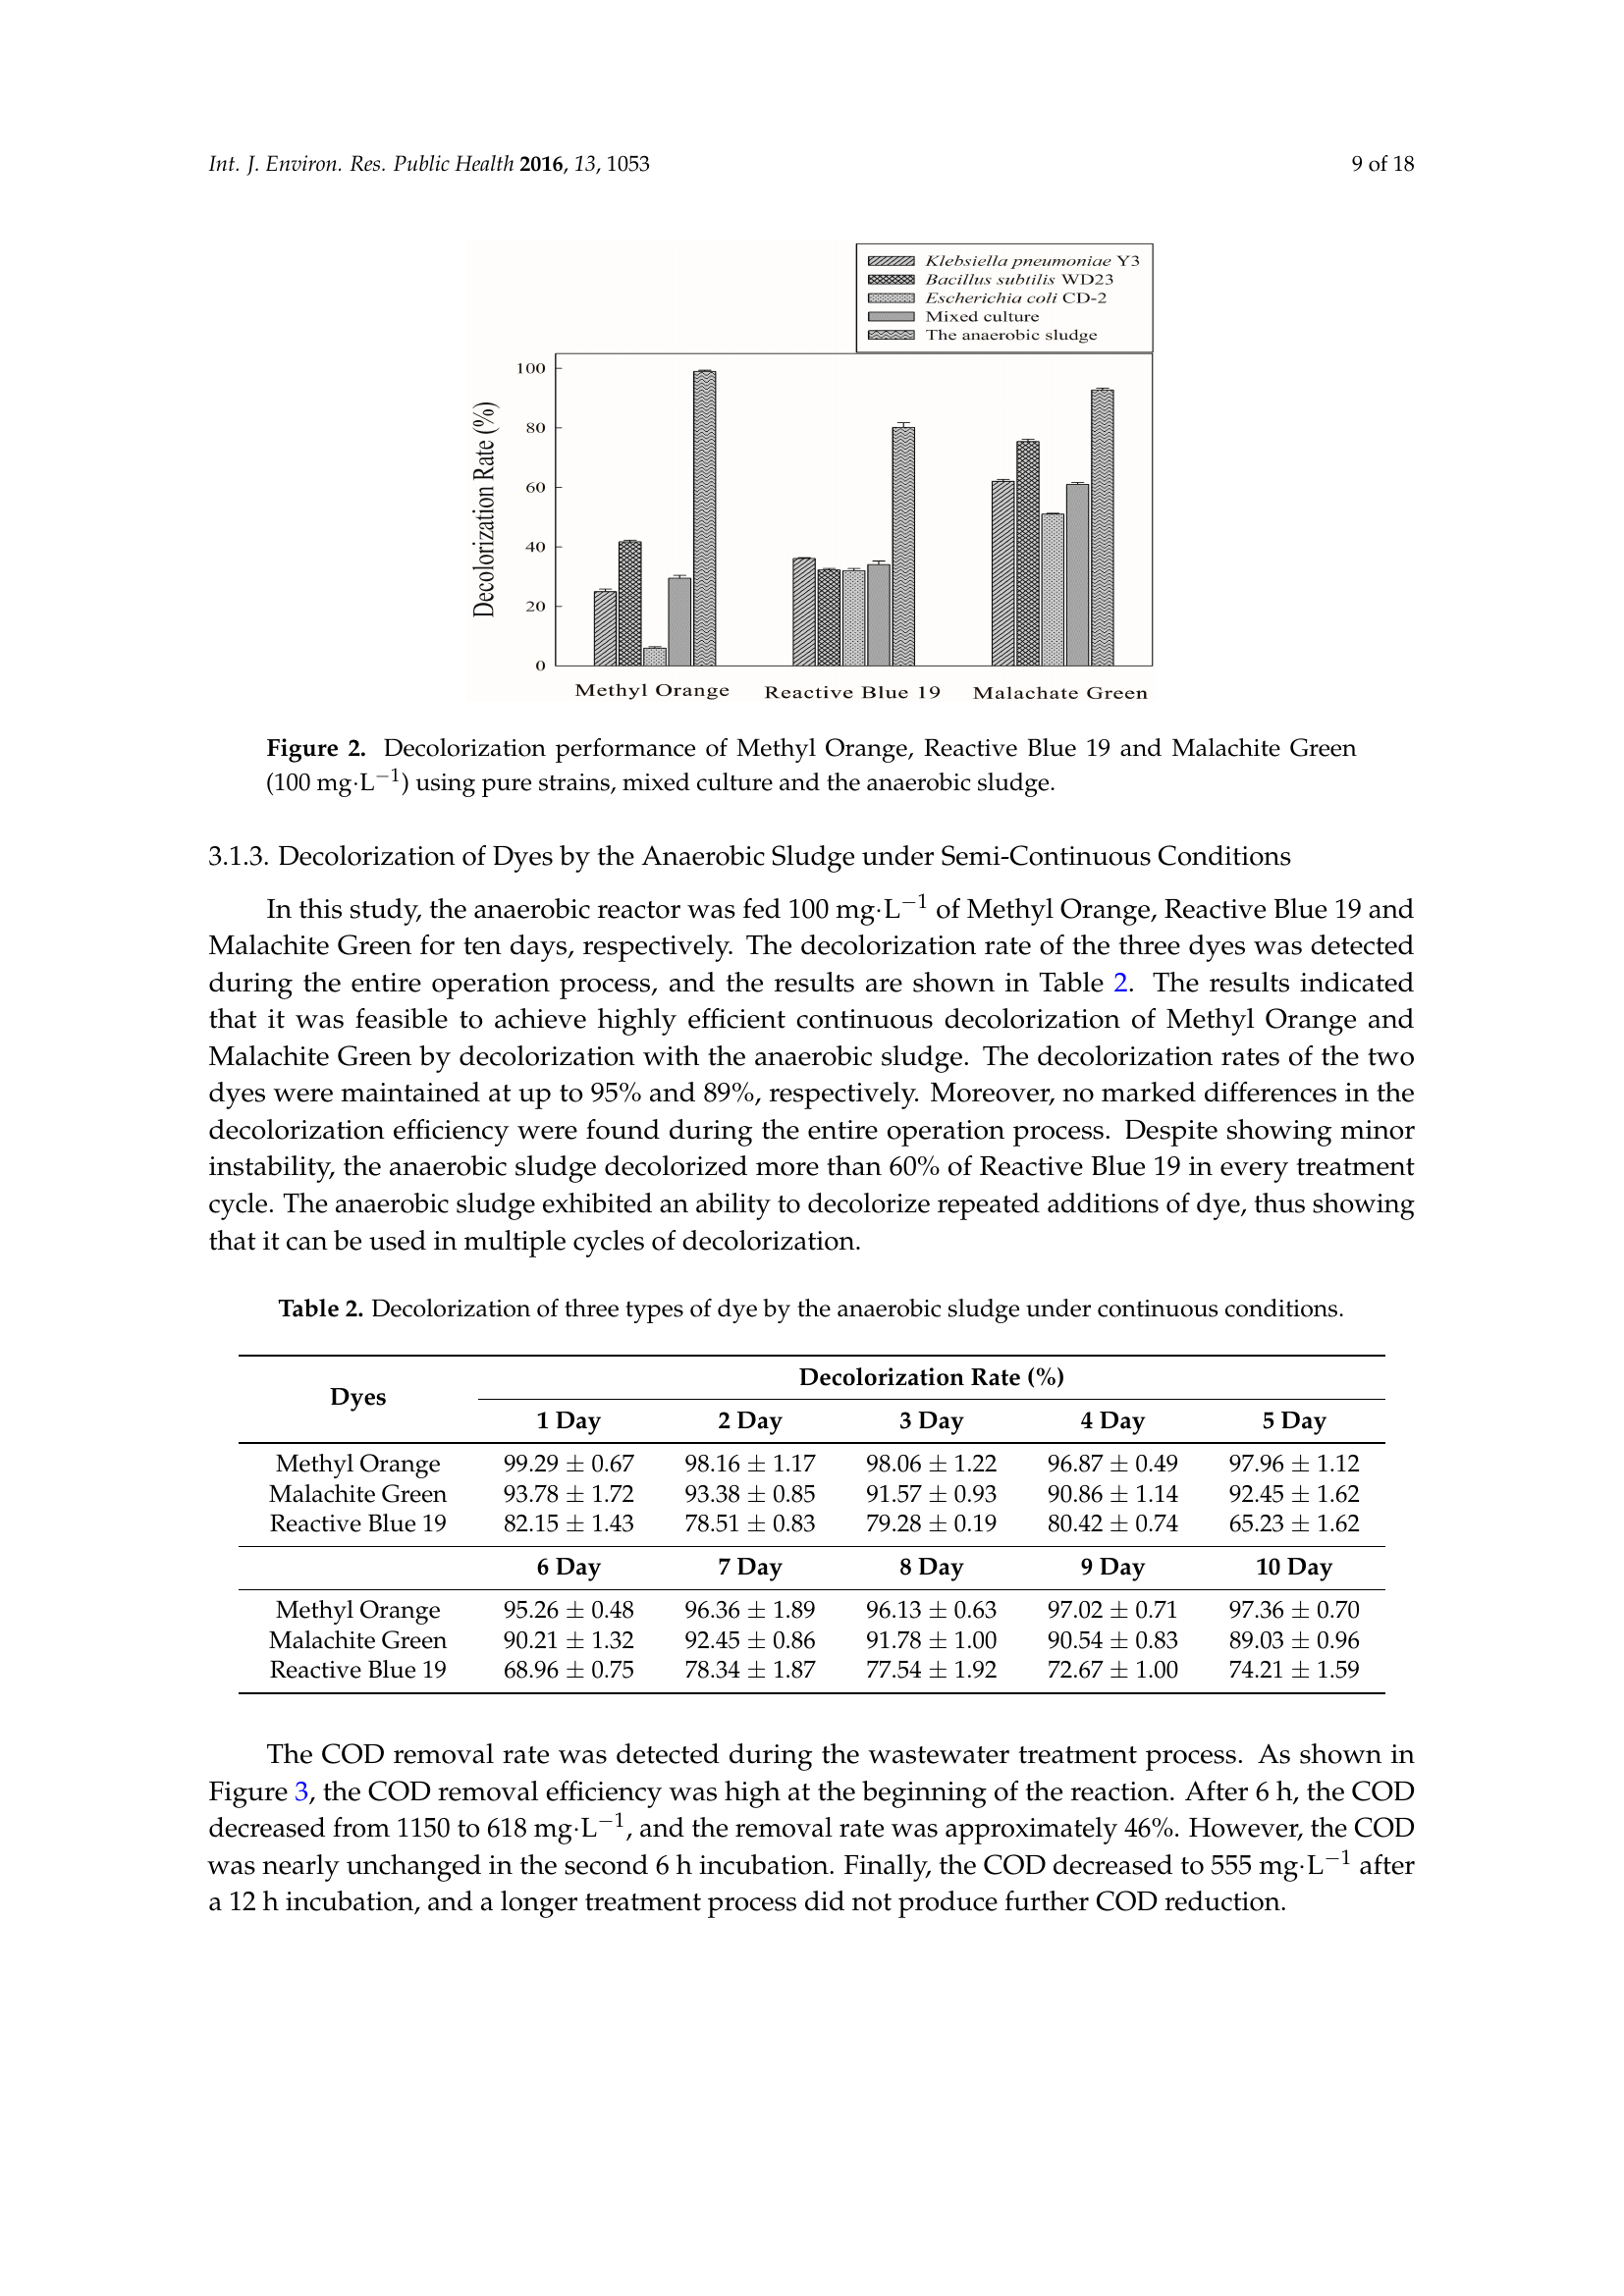 Int. J. Environ. Res. Public Health 2016, 13, 1053
9 of 18
Klebsiella pneumoniae Y3
Bacillus subtilis WD23
Escherichia coli CD-2
Mixed culture
The anaerobic sludge
Decolorization Rate (%)
100
80
60
40
20
0
Methyl Orange Reactive Blue 19 Malachate Green
Figure 2. Decolorization performance of Methyl Orange, Reactive Blue 19 and Malachite Green
(100 mg·L−1) using pure strains, mixed culture and the anaerobic sludge.
3.1.3. Decolorization of Dyes by the Anaerobic Sludge under Semi-Continuous Conditions
In this study, the anaerobic reactor was fed 100 mg·L−1 of Methyl Orange, Reactive Blue 19 and
Malachite Green for ten days, respectively. The decolorization rate of the three dyes was detected
during the entire operation process, and the results are shown in Table 2. The results indicated
that it was feasible to achieve highly efficient continuous decolorization of Methyl Orange and
Malachite Green by decolorization with the anaerobic sludge. The decolorization rates of the two
dyes were maintained at up to 95% and 89%, respectively. Moreover, no marked differences in the
decolorization efficiency were found during the entire operation process. Despite showing minor
instability, the anaerobic sludge decolorized more than 60% of Reactive Blue 19 in every treatment
cycle. The anaerobic sludge exhibited an ability to decolorize repeated additions of dye, thus showing
that it can be used in multiple cycles of decolorization.
Table 2. Decolorization of three types of dye by the anaerobic sludge under continuous conditions.
Dyes
Decolorization Rate (%)
1 Day 2 Day 3 Day 4 Day 5 Day
Methyl Orange 99.29 ± 0.67 98.16 ± 1.17 98.06 ± 1.22 96.87 ± 0.49 97.96 ± 1.12
Malachite Green 93.78 ± 1.72 93.38 ± 0.85 91.57 ± 0.93 90.86 ± 1.14 92.45 ± 1.62
Reactive Blue 19 82.15 ± 1.43 78.51 ± 0.83 79.28 ± 0.19 80.42 ± 0.74 65.23 ± 1.62
6 Day 7 Day 8 Day 9 Day 10 Day
Methyl Orange 95.26 ± 0.48 96.36 ± 1.89 96.13 ± 0.63 97.02 ± 0.71 97.36 ± 0.70
Malachite Green 90.21 ± 1.32 92.45 ± 0.86 91.78 ± 1.00 90.54 ± 0.83 89.03 ± 0.96
Reactive Blue 19 68.96 ± 0.75 78.34 ± 1.87 77.54 ± 1.92 72.67 ± 1.00 74.21 ± 1.59
The COD removal rate was detected during the wastewater treatment process. As shown in
Figure 3, the COD removal efficiency was high at the beginning of the reaction. After 6 h, the COD
decreased from 1150 to 618 mg·L−1, and the removal rate was approximately 46%. However, the COD
was nearly unchanged in the second 6 h incubation. Finally, the COD decreased to 555 mg·L−1 after
a 12 h incubation, and a longer treatment process did not produce further COD reduction.